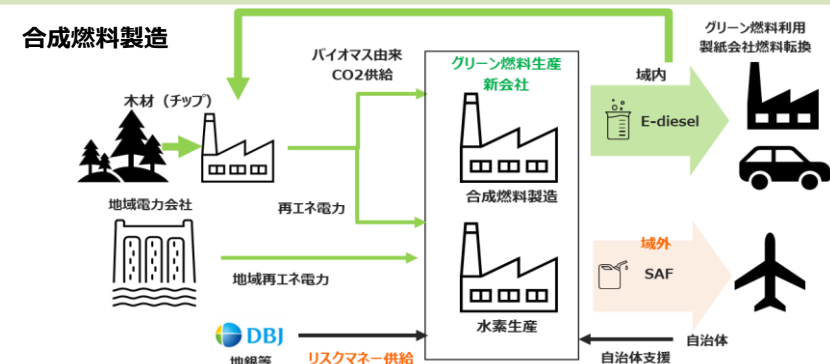 合成燃料製造
バイオマス由来
CO2供給
グリーン燃料生産
新会社
グリーン燃料利用
製紙会社燃料転換
域内
木材（チップ）
E-diesel
合成燃料製造
地域電力会社
再エネ電力
域外
地域再エネ電力
SAF
水素生産
DBJ
地銀等
リスクマネー供給
自治体
自治体支援